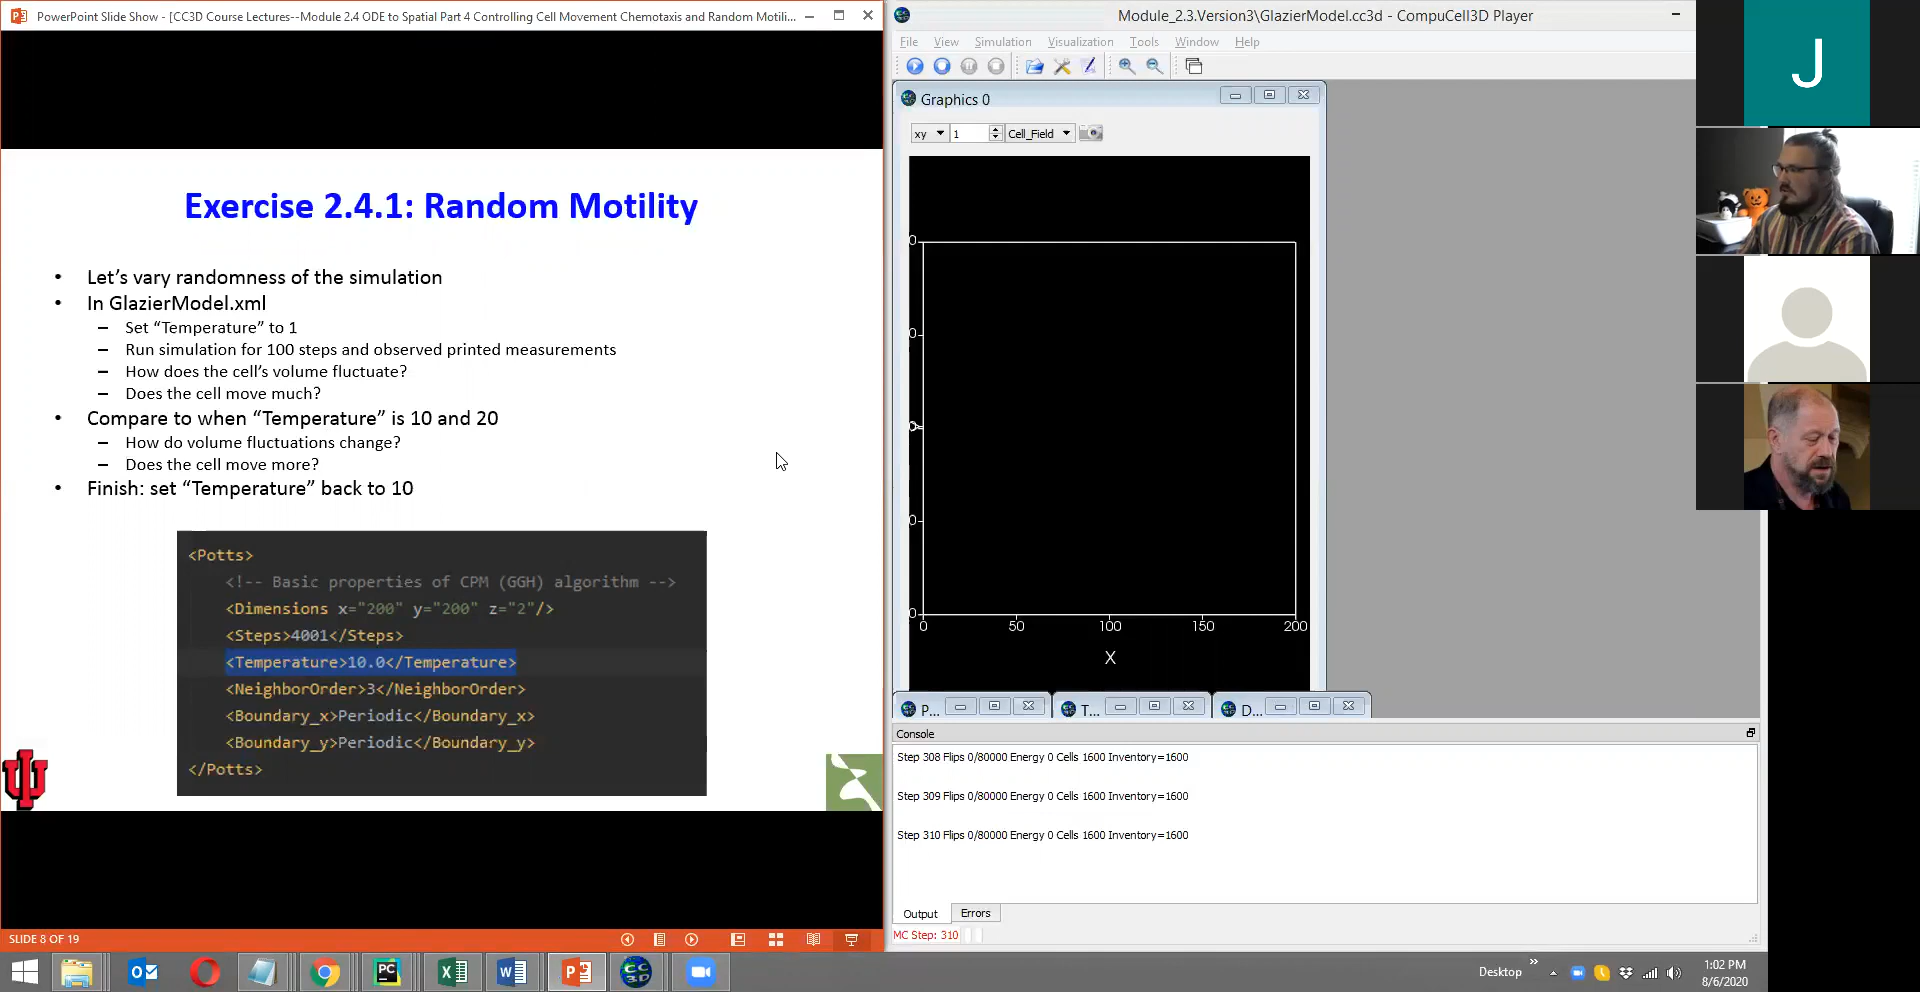 PowerPoint Slide Show - [CC3D Course Lectures--Module 2.4 ODE to Spatial Part 4 Controlling Cell Movement Chemotaxis and Random Motili...
Exercise 2.4.1: Random Motility
• Let’s vary randomness of the simulation
• In GlazierModel.xml
– Set “Temperature” to 1
– Run simulation for 100 steps and observed printed measurements
– How does the cell’s volume fluctuate?
– Does the cell move much?
• Compare to when “Temperature” is 10 and 20
– How do volume fluctuations change?
– Does the cell move more?
• Finish: set “Temperature” back to 10
<Potts>
<!-- Basic properties of CPM (GGH) algorithm -->
<Dimensions x="200" y="200" z="2"/>
<Steps>4001</Steps>
<Temperature>10.0</Temperature>
<NeighborOrder>3</NeighborOrder>
<Boundary_x>Periodic</Boundary_x>
<Boundary_y>Periodic</Boundary_y>
</Potts>
SLIDE 8 OF 19
Module_2.3.Version3\GlazierModel.cc3d - CompuCell3D Player
File View Simulation Visualization Tools Window Help
Graphics 0
xy 1 Cell_Field
0
0
0
0
0 50 100 150 200
X
P... T... D...
Console
Step 308 Flips 0/80000 Energy 0 Cells 1600 Inventory=1600
Step 309 Flips 0/80000 Energy 0 Cells 1600 Inventory=1600
Step 310 Flips 0/80000 Energy 0 Cells 1600 Inventory=1600
Output Errors
MC Step: 310
J
Desktop
1:02 PM
8/6/2020